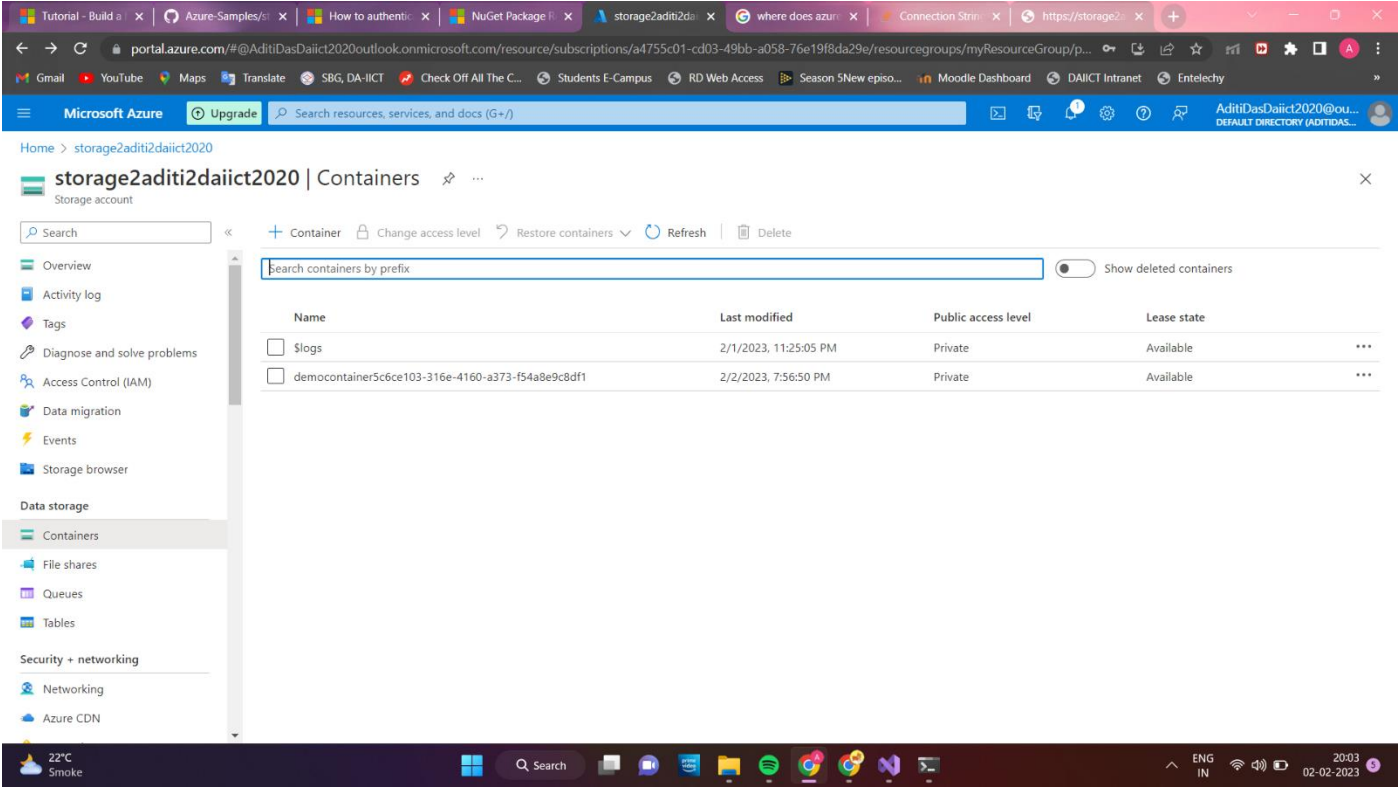 Tutorial - Build a
Azure-Samples/st
How to authentic
NuGet Package R
storage2aditi2dai
where does azure
Connection String
https://storage2a
portal.azure.com/#@AditiDasDaiict2020outlook.onmicrosoft.com/resource/subscriptions/a4755c01-cd03-49bb-a058-76e19f8da29e/resourcegroups/myResourceGroup/p...
Gmail YouTube Maps Translate SBG, DA-IICT Check Off All The C... Students E-Campus RD Web Access Season 5New episo... Moodle Dashboard DAIICT Intranet Entelechy »
Microsoft Azure Upgrade Search resources, services, and docs (G+/) 1 AditiDasDaiict2020@ou...
DEFAULT DIRECTORY (ADITIDAS...
Home > storage2aditi2daiict2020
storage2aditi2daiict2020 | Containers ...
Storage account
Search «
+ Container Change access level Restore containers Refresh Delete
Search containers by prefix
Show deleted containers
Overview
Activity log
Tags
Diagnose and solve problems
Access Control (IAM)
Data migration
Events
Storage browser
Data storage
Containers
File shares
Queues
Tables
Security + networking
Networking
Azure CDN
Name Last modified Public access level Lease state
$logs 2/1/2023, 11:25:05 PM Private Available ...
democontainer5c6ce103-316e-4160-a373-f54a8e9c8df1 2/2/2023, 7:56:50 PM Private Available ...
22°C
Smoke
Search
ENG
IN
20:03
02-02-2023
5